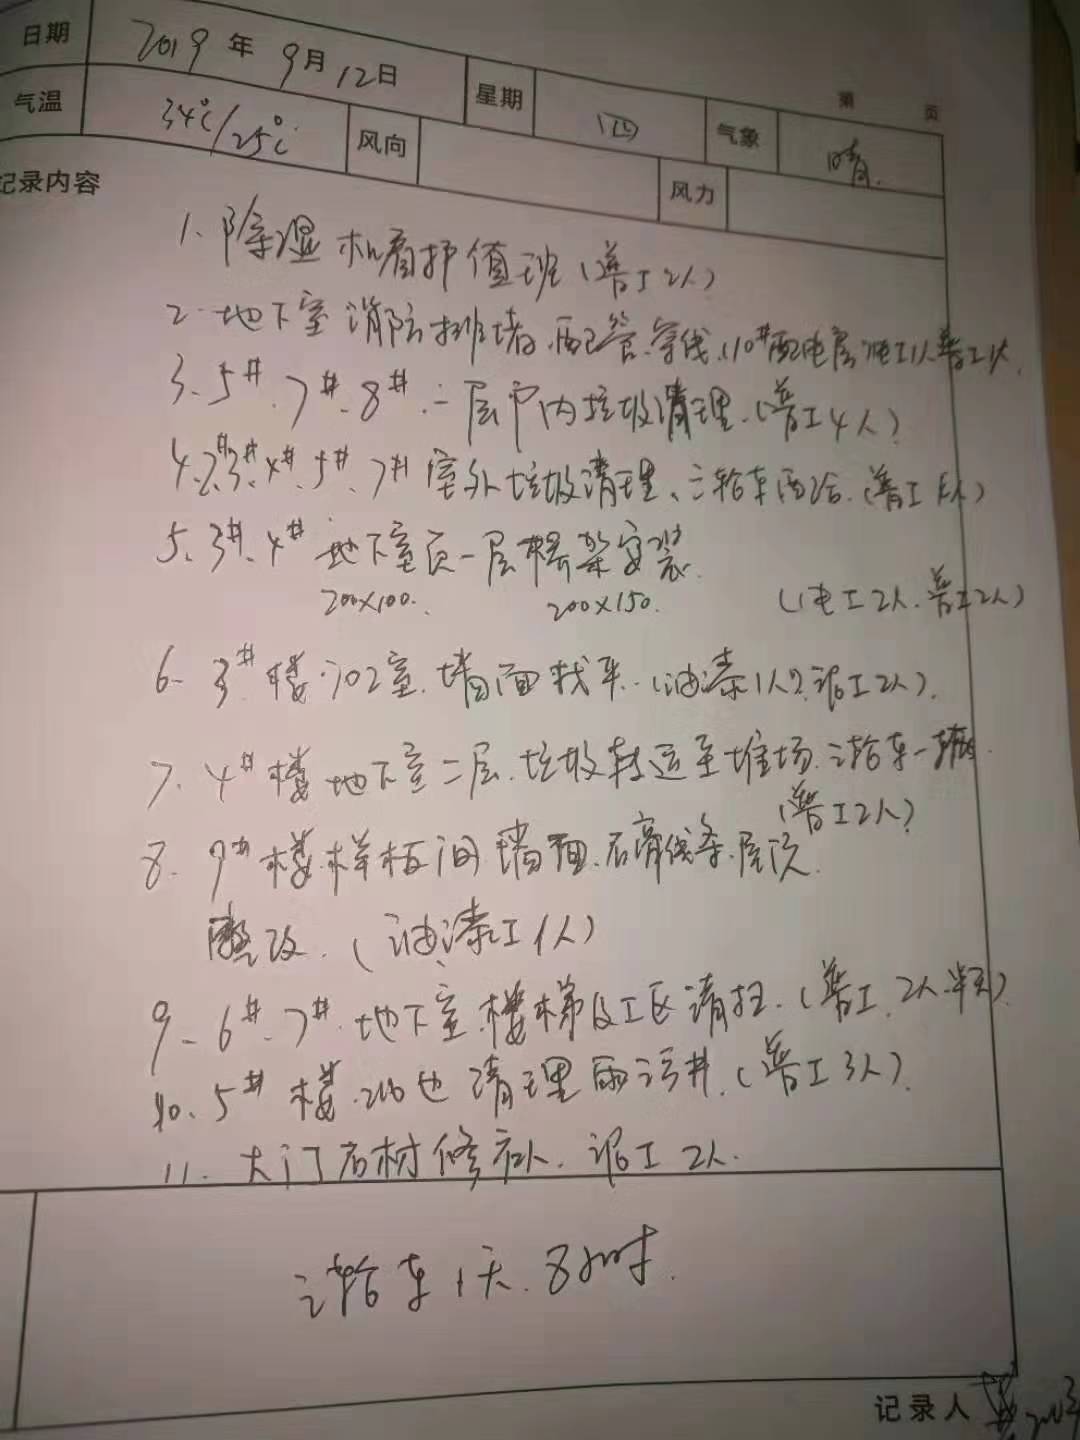 第 页
日期 2019年9月12日 星期 四 气象 晴.
气温 34℃/25℃ 风向 风力
记录内容
1、除湿机看护值班(普工2人)
2、地下室消防排堵、配管、穿线、(10#配电房)电工1人普工1人.
3、5#、7#、8#、一层户内垃圾清理.(普工4人)
4、2#、3#、4#、5#、7#室外垃圾清理、三轮车配合.(普工 人)
5、3#、4#地下室负一层桥架安装.
200×100. 200×150. (电工2人.普工2人)
6、3#楼 702室.墙面找平.(油漆1人 泥工2人).
7、4#楼地下室二层.垃圾转运至堆场.三轮车一辆.
(普工2人)
8、9#楼样板间墙面.石膏线条.屋顶
整改.(油漆工1人)
9、6#、7#、地下室.楼梯及工区清扫.(普工.2人.半天).
10、5#楼 清理雨污井.(普工3人).
11、大门石材修补.泥工2人.
三轮车1天.8小时.
记录人